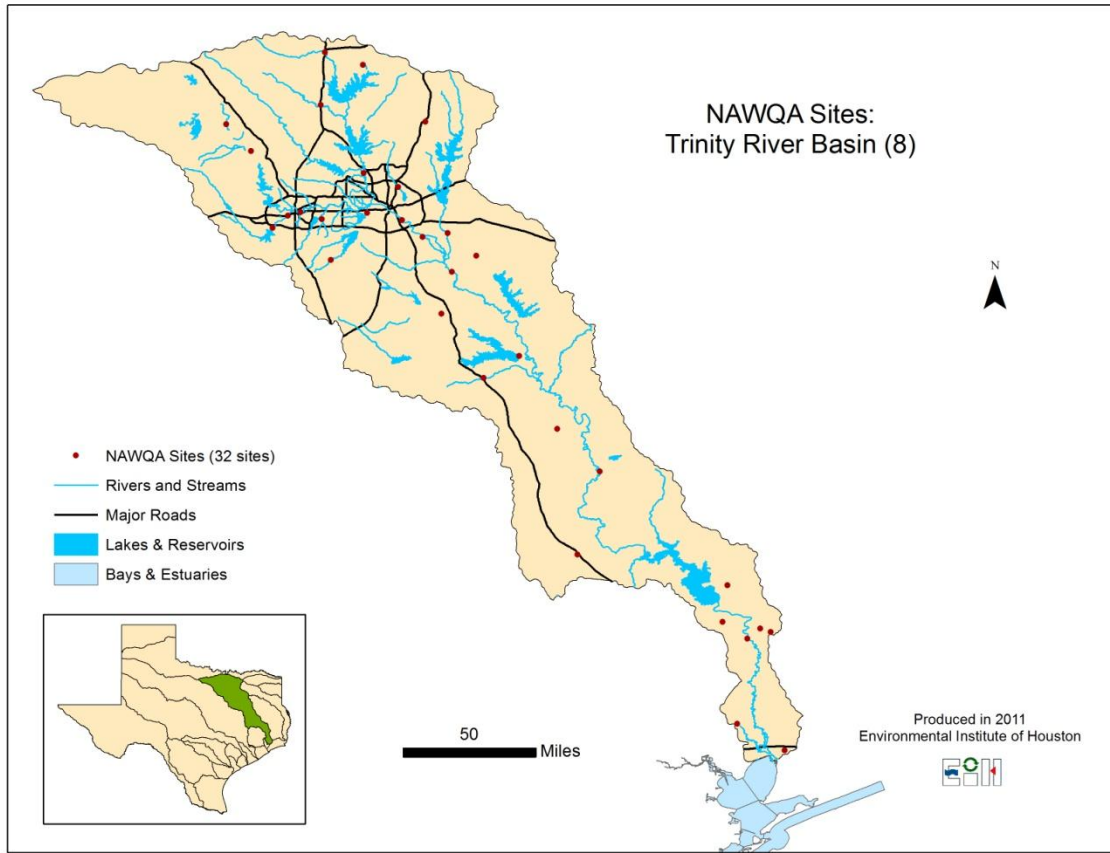 NAWQA Sites:
Trinity River Basin (8)
N
NAWQA Sites (32 sites)
Rivers and Streams
Major Roads
Lakes & Reservoirs
Bays & Estuaries
50
Miles
Produced in 2011
Environmental Institute of Houston
EIH